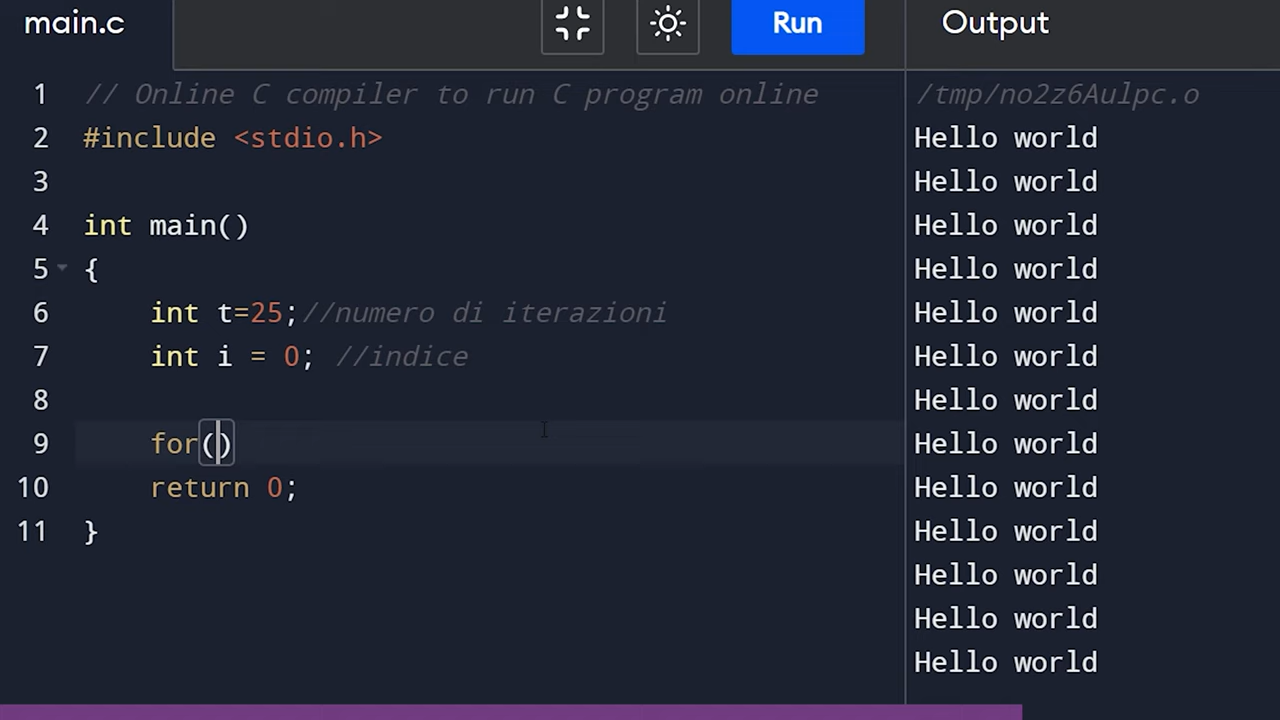 main.c
Run
Output
1 // Online C compiler to run C program online
2 #include <stdio.h>
3
4 int main()
5 {
6 int t=25;//numero di iterazioni
7 int i = 0; //indice
8
9 for()
10 return 0;
11 }
/tmp/no2z6Aulpc.o
Hello world
Hello world
Hello world
Hello world
Hello world
Hello world
Hello world
Hello world
Hello world
Hello world
Hello world
Hello world
Hello world